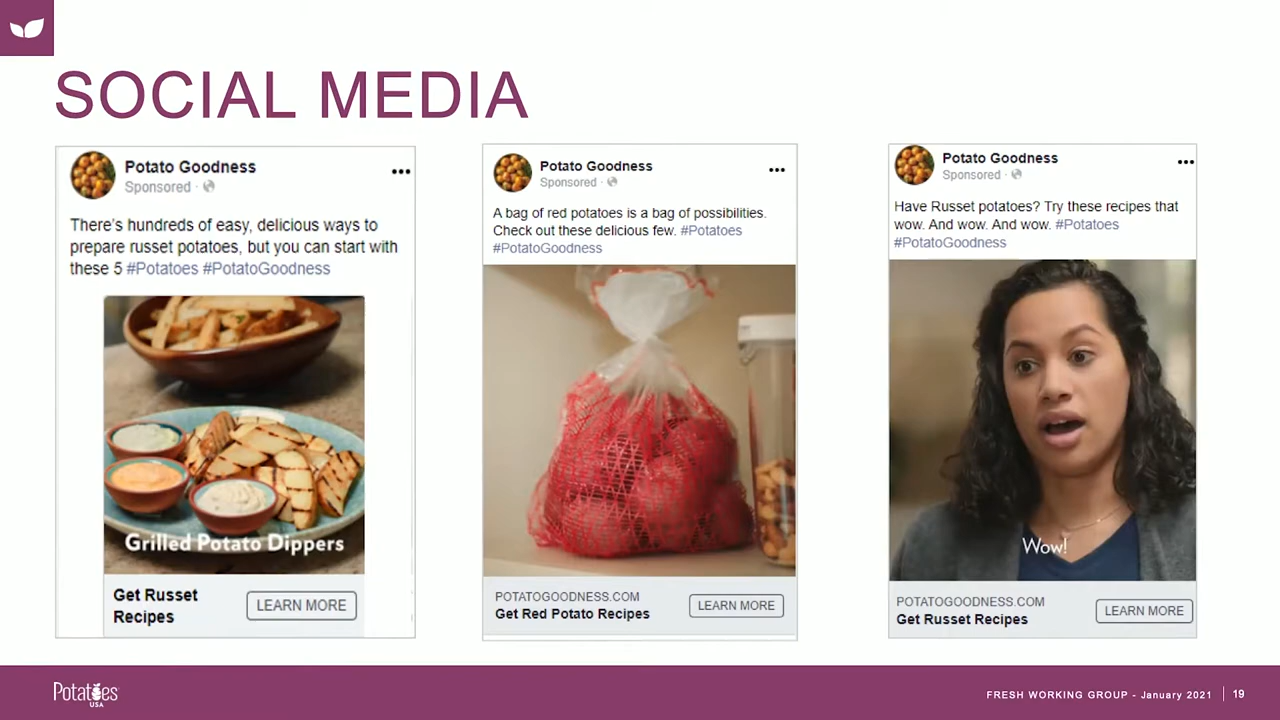 SOCIAL MEDIA
Potato Goodness
Sponsored ·
There's hundreds of easy, delicious ways to
prepare russet potatoes, but you can start with
these 5 #Potatoes #PotatoGoodness
Grilled Potato Dippers
Get Russet
Recipes
LEARN MORE
Potato Goodness
Sponsored ·
A bag of red potatoes is a bag of possibilities.
Check out these delicious few. #Potatoes
#PotatoGoodness
POTATOGOODNESS.COM
Get Red Potato Recipes
LEARN MORE
Potato Goodness
Sponsored ·
Have Russet potatoes? Try these recipes that
wow. And wow. And wow. #Potatoes
#PotatoGoodness
Wow!
POTATOGOODNESS.COM
Get Russet Recipes
LEARN MORE
Potatoes
USA
FRESH WORKING GROUP - January 2021 | 19